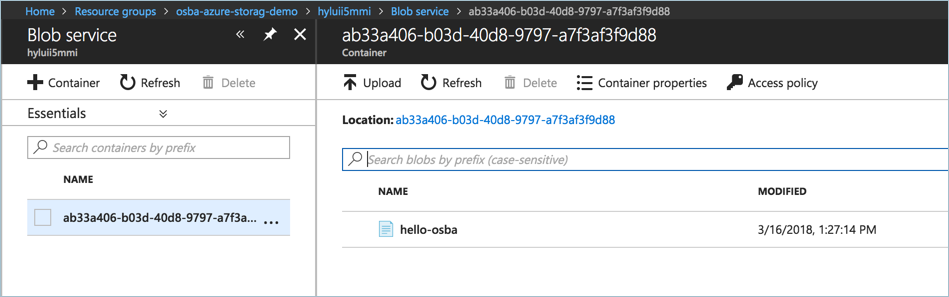 Home > Resource groups > osba-azure-storag-demo > hyluii5mmi > Blob service > ab33a406-b03d-40d8-9797-a7f3af3f9d88
Blob service
hyluii5mmi
Container
Refresh
Delete
Essentials
Search containers by prefix
NAME
ab33a406-b03d-40d8-9797-a7f3a... ...
ab33a406-b03d-40d8-9797-a7f3af3f9d88
Container
Upload
Refresh
Delete
Container properties
Access policy
Location: ab33a406-b03d-40d8-9797-a7f3af3f9d88
Search blobs by prefix (case-sensitive)
NAME MODIFIED
hello-osba 3/16/2018, 1:27:14 PM